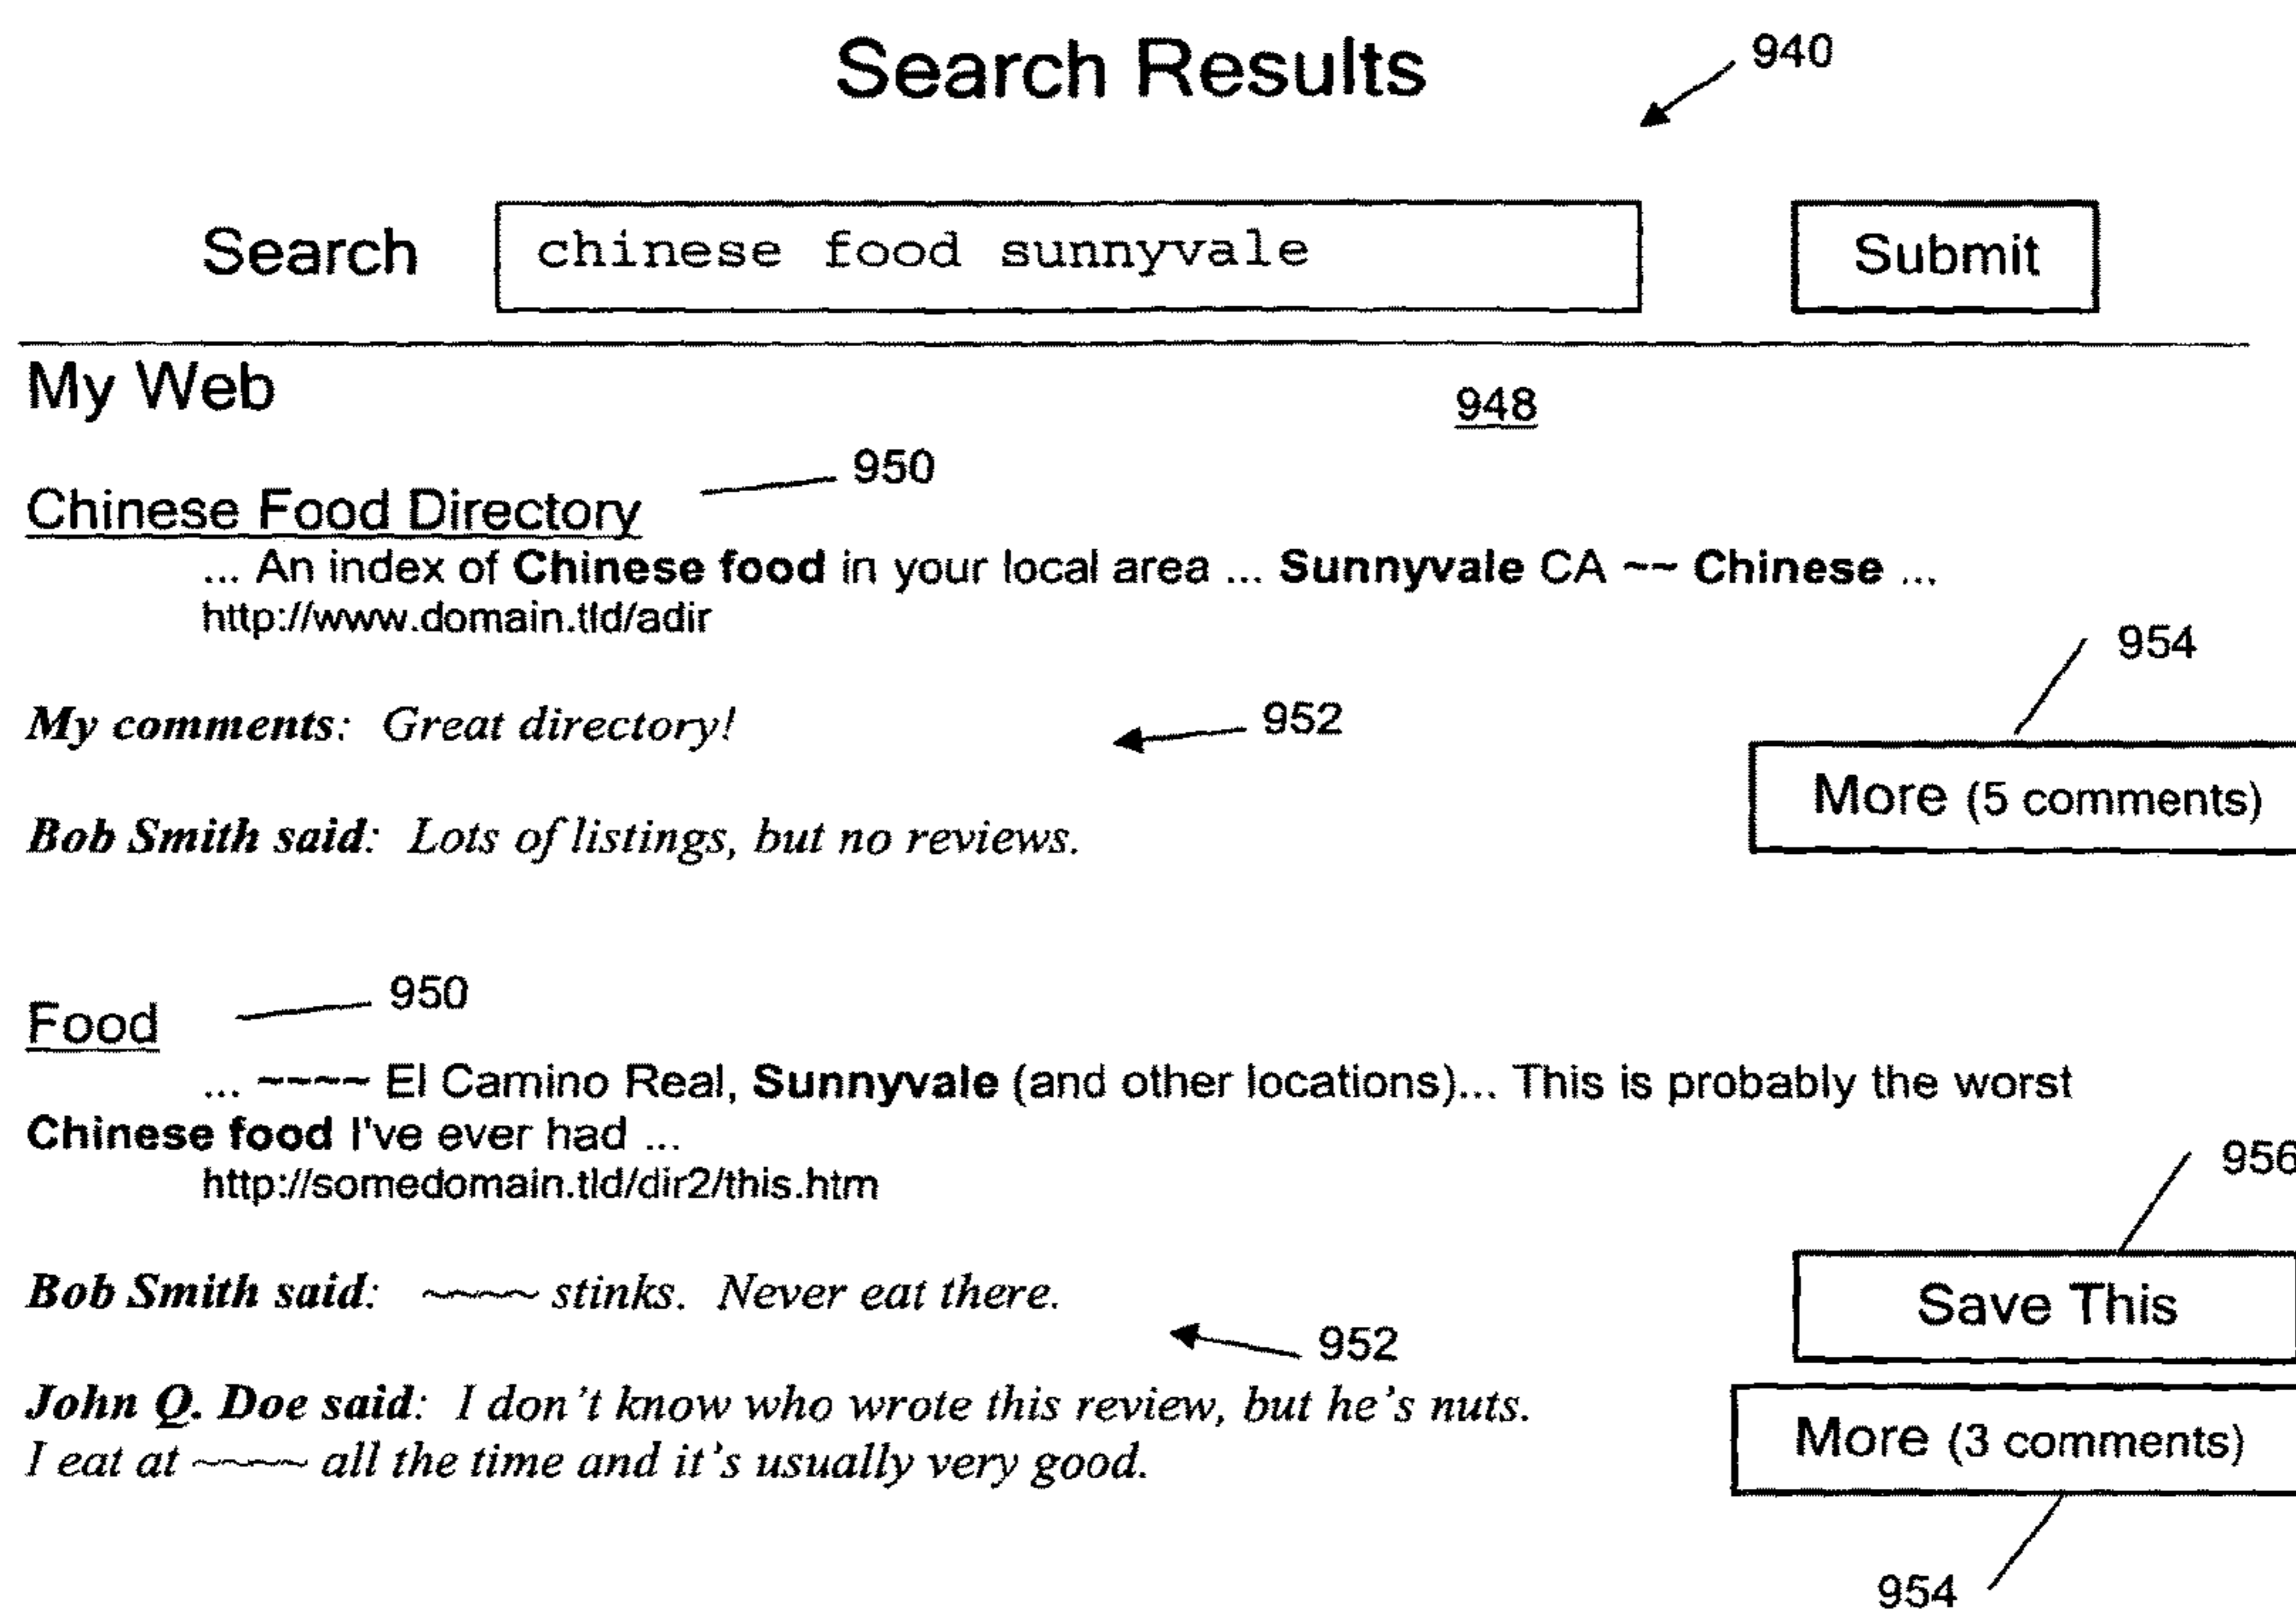 Search Results
940
Search
chinese food sunnyvale
Submit
My Web
948
950
Chinese Food Directory
... An index of Chinese food in your local area ... Sunnyvale CA ~~ Chinese ...
http://www.domain.tld/adir
954
My comments: Great directory!
952
More (5 comments)
Bob Smith said: Lots of listings, but no reviews.
950
Food
... ~~~~ El Camino Real, Sunnyvale (and other locations)... This is probably the worst
Chinese food I've ever had ...
956
http://somedomain.tld/dir2/this.htm
Bob Smith said: ~~~~ stinks. Never eat there.
Save This
952
John Q. Doe said: I don't know who wrote this review, but he's nuts.
More (3 comments)
I eat at ~~~~ all the time and it's usually very good.
954